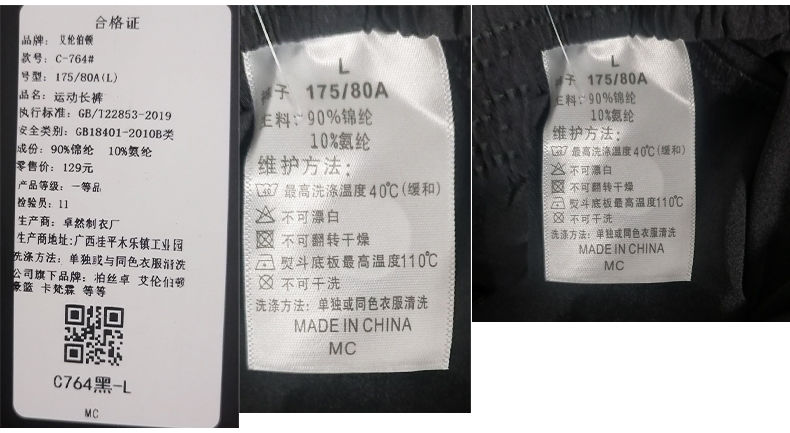 合格证
品牌：艾伦伯顿
款号：C-764#
号型：175/80A(L)
品名：运动长裤
执行标准：GB/T22853-2019
安全类别：GB18401-2010B类
成份：90%锦纶 10%氨纶
零售价：129元
产品等级：一等品
检验员：11
生产商：卓然制衣厂
生产商地址:广西桂平木乐镇工业园
洗涤方法：单独或与同色衣服清洗
公司旗下品牌：柏丝卓 艾伦伯顿
豪篮 卡梵霖 等等
C764黑-L
MC
L
裤子 175/80A
主料：90%锦纶
10%氨纶
维护方法：
最高洗涤温度40℃(缓和)
不可漂白
不可翻转干燥
熨斗底板最高温度110℃
不可干洗
洗涤方法：单独或同色衣服清洗
MADE IN CHINA
MC
L
裤子 175/80A
主料：90%锦纶
10%氨纶
维护方法：
最高洗涤温度40℃(缓和)
不可漂白
不可翻转干燥
熨斗底板最高温度110℃
不可干洗
洗涤方法：单独或同色衣服清洗
MADE IN CHINA
MC